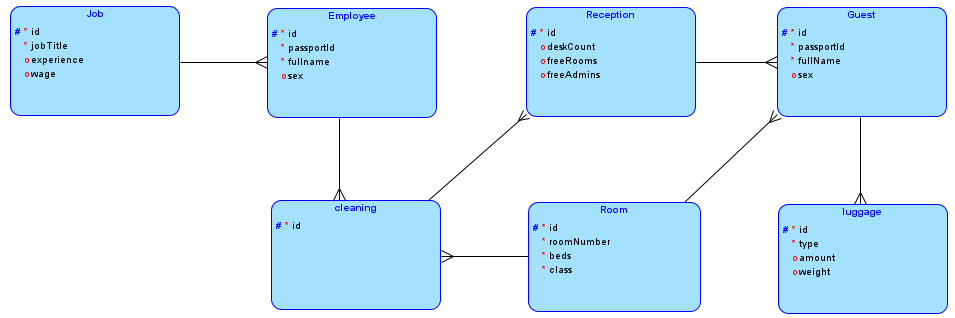 Job
# * id
* jobTitle
o experience
o wage
Employee
# * id
* passportId
* fullname
o sex
Reception
# * id
o deskCount
o freeRooms
o freeAdmins
Guest
# * id
* passportId
* fullName
o sex
cleaning
# * id
Room
# * id
* roomNumber
* beds
* class
luggage
# * id
* type
o amount
o weight